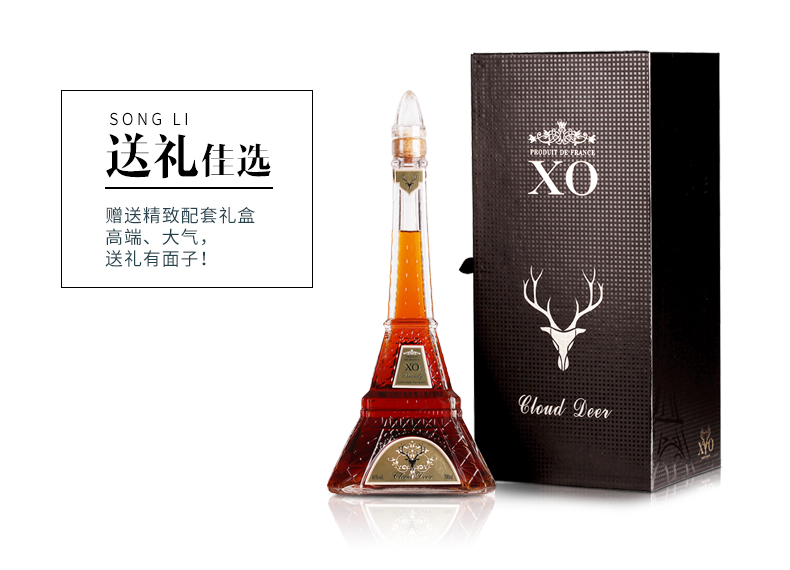 SONG LI
送礼佳选
赠送精致配套礼盒
高端、大气，
送礼有面子！
PRODUIT DE FRANCE
XO
Cloud Deer
XO
XO
Cloud Deer